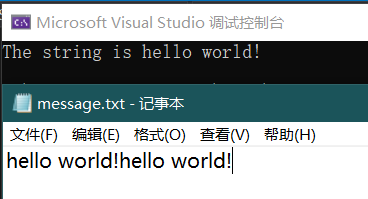 Microsoft Visual Studio 调试控制台
The string is hello world!
message.txt - 记事本
文件(F) 编辑(E) 格式(O) 查看(V) 帮助(H)
hello world!hello world!